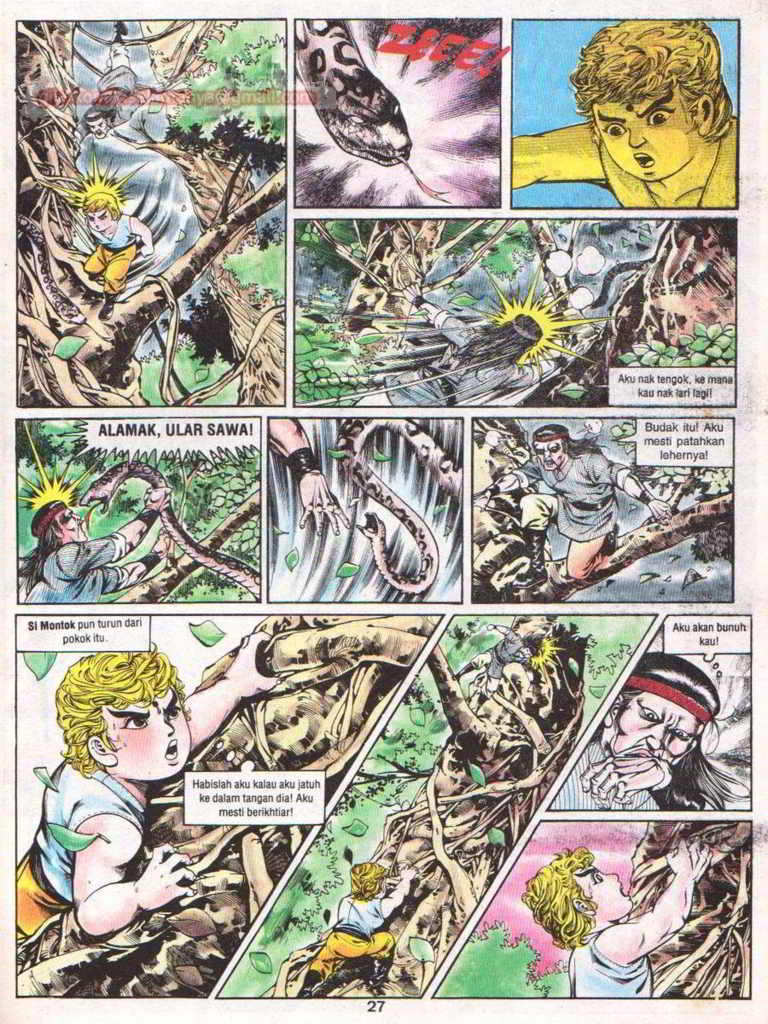 ZSEEE!
Aku nak tengok, ke mana
kau nak lari lagi!
ALAMAK, ULAR SAWA!
Budak itu! Aku
mesti patahkan
lehernya!
Si Montok pun turun dari
pokok itu.
Habislah aku kalau aku jatuh
ke dalam tangan dia! Aku
mesti berikhtiar!
Aku akan bunuh
kau!
27